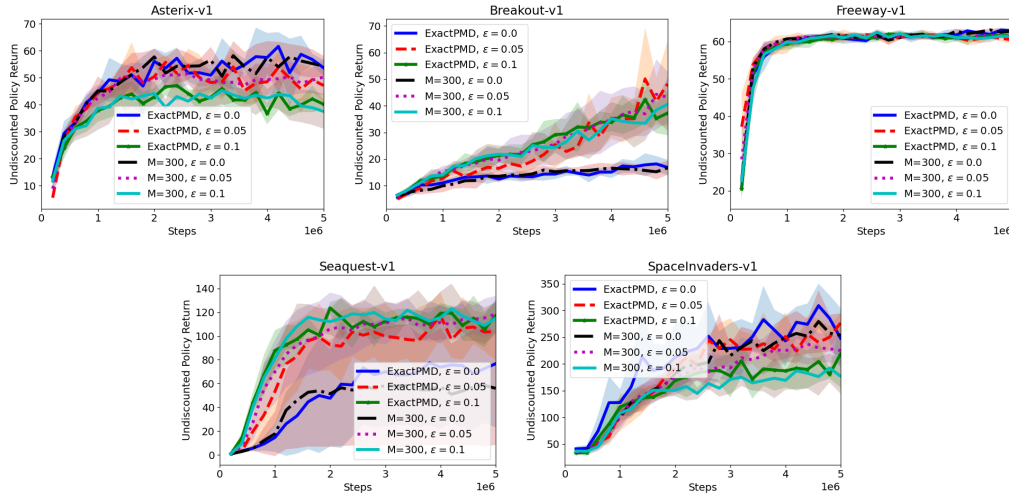 Asterix-v1
Undiscounted Policy Return
70
60
50
40
30
20
10
0
ExactPMD, ε = 0.0
ExactPMD, ε = 0.05
ExactPMD, ε = 0.1
M=300, ε = 0.0
M=300, ε = 0.05
M=300, ε = 0.1
0 1 2 3 4 5
Steps
1e6
Breakout-v1
Undiscounted Policy Return
70
60
50
40
30
20
10
ExactPMD, ε = 0.0
ExactPMD, ε = 0.05
ExactPMD, ε = 0.1
M=300, ε = 0.0
M=300, ε = 0.05
M=300, ε = 0.1
0 1 2 3 4 5
Steps
1e6
Freeway-v1
Undiscounted Policy Return
60
50
40
30
20
ExactPMD, ε = 0.0
ExactPMD, ε = 0.05
ExactPMD, ε = 0.1
M=300, ε = 0.0
M=300, ε = 0.05
M=300, ε = 0.1
0 1 2 3 4 5
Steps
1e6
Seaquest-v1
Undiscounted Policy Return
140
120
100
80
60
40
20
0
ExactPMD, ε = 0.0
ExactPMD, ε = 0.05
ExactPMD, ε = 0.1
M=300, ε = 0.0
M=300, ε = 0.05
M=300, ε = 0.1
0 1 2 3 4 5
Steps
1e6
SpaceInvaders-v1
Undiscounted Policy Return
350
300
250
200
150
100
50
ExactPMD, ε = 0.0
ExactPMD, ε = 0.05
ExactPMD, ε = 0.1
M=300, ε = 0.0
M=300, ε = 0.05
M=300, ε = 0.1
0 1 2 3 4 5
Steps
1e6